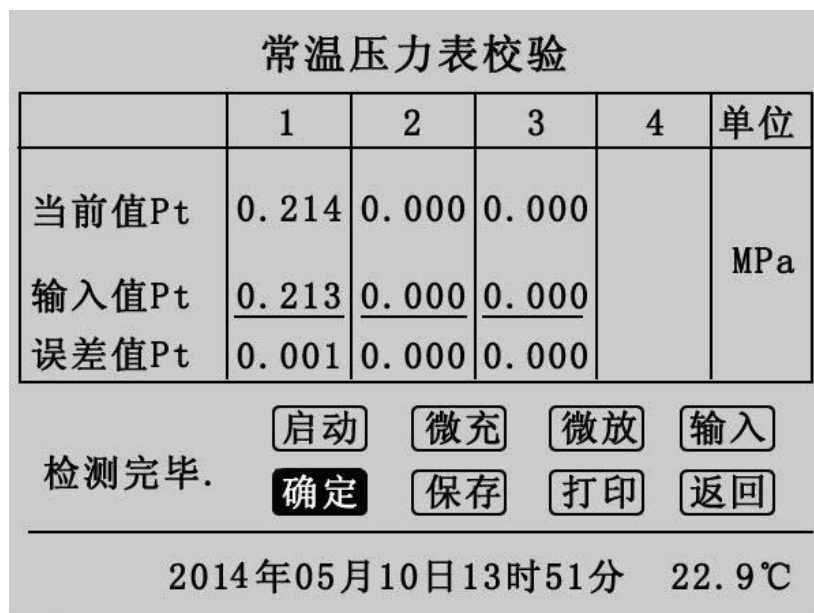 常温压力表校验
1 2 3 4 单位
当前值Pt 0.214 0.000 0.000
MPa
输入值Pt 0.213 0.000 0.000
误差值Pt 0.001 0.000 0.000
启动 微充 微放 输入
检测完毕.
确定 保存 打印 返回
2014年05月10日13时51分 22.9℃